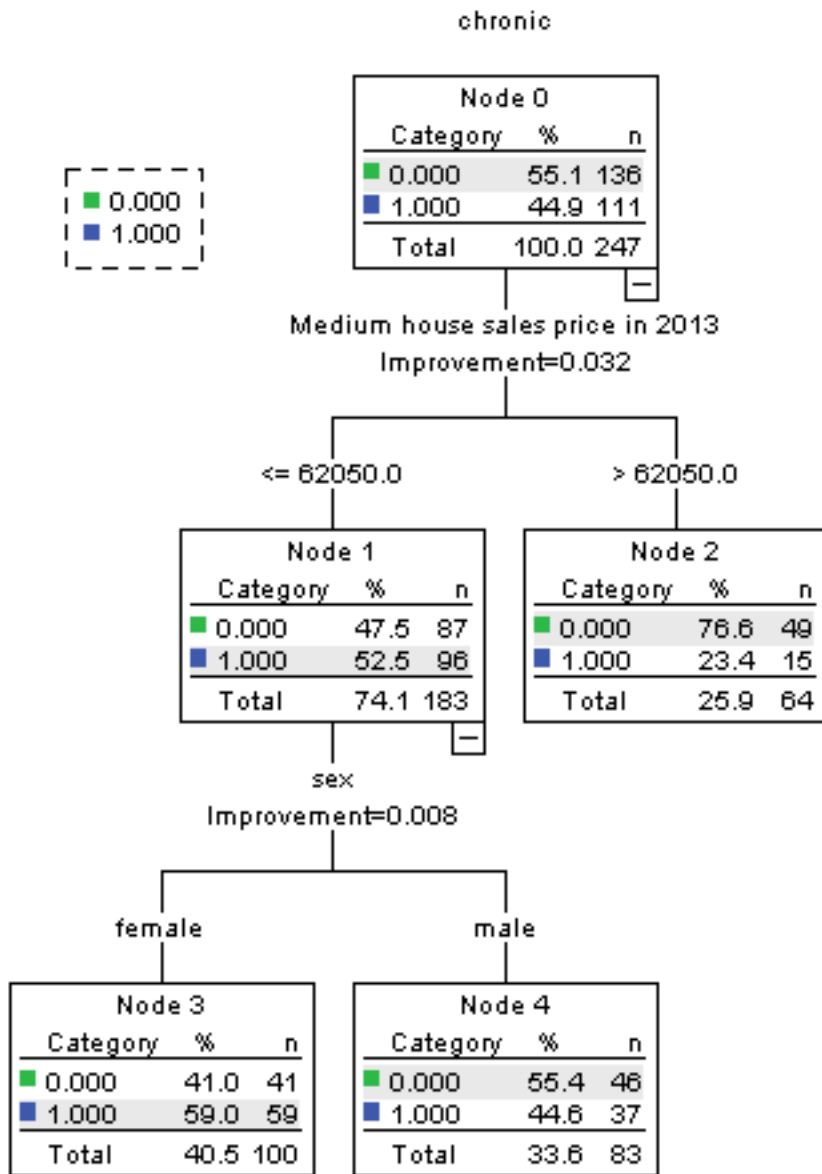 chronic
Node 0
Category % n
0.000 55.1 136
1.000 44.9 111
Total 100.0 247
0.000
1.000
Medium house sales price in 2013
Improvement=0.032
<= 62050.0
> 62050.0
Node 1
Category % n
0.000 47.5 87
1.000 52.5 96
Total 74.1 183
Node 2
Category % n
0.000 76.6 49
1.000 23.4 15
Total 25.9 64
sex
Improvement=0.008
female
male
Node 3
Category % n
0.000 41.0 41
1.000 59.0 59
Total 40.5 100
Node 4
Category % n
0.000 55.4 46
1.000 44.6 37
Total 33.6 83